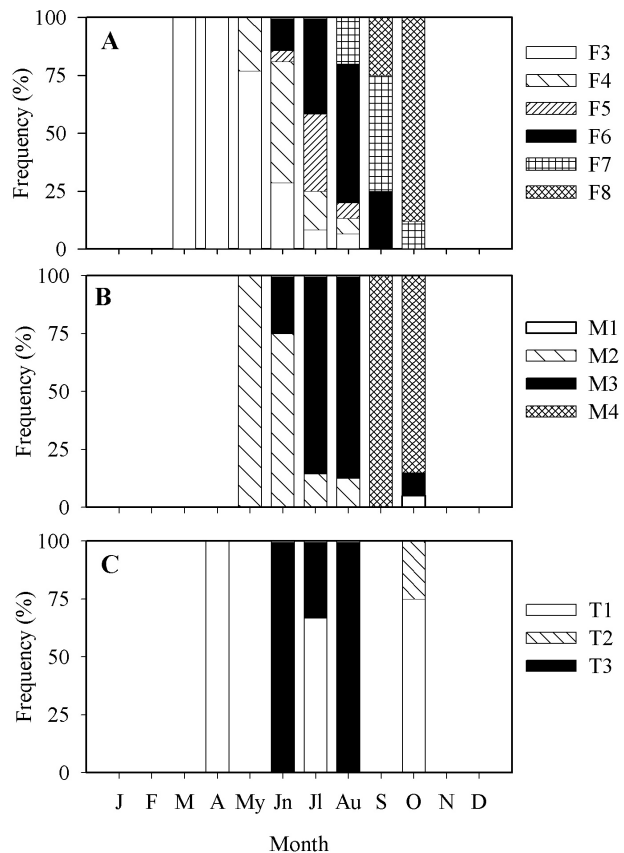 A
100
75
50
25
0
Frequency (%)
F3
F4
F5
F6
F7
F8
B
100
75
50
25
0
Frequency (%)
M1
M2
M3
M4
C
100
75
50
25
0
Frequency (%)
T1
T2
T3
J F M A My Jn Jl Au S O N D
Month